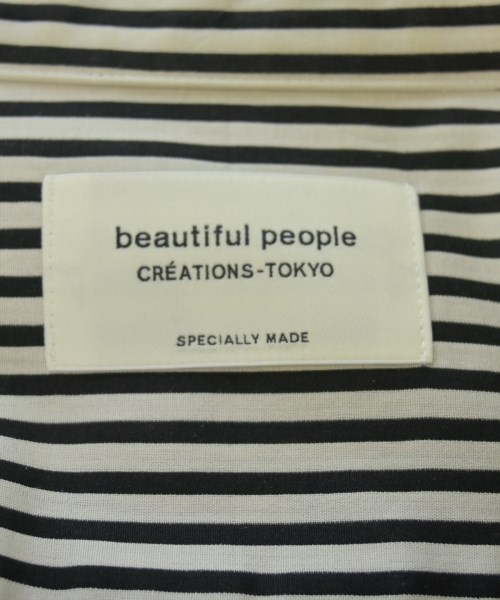 beautiful people
CRÉATIONS-TOKYO
SPECIALLY MADE